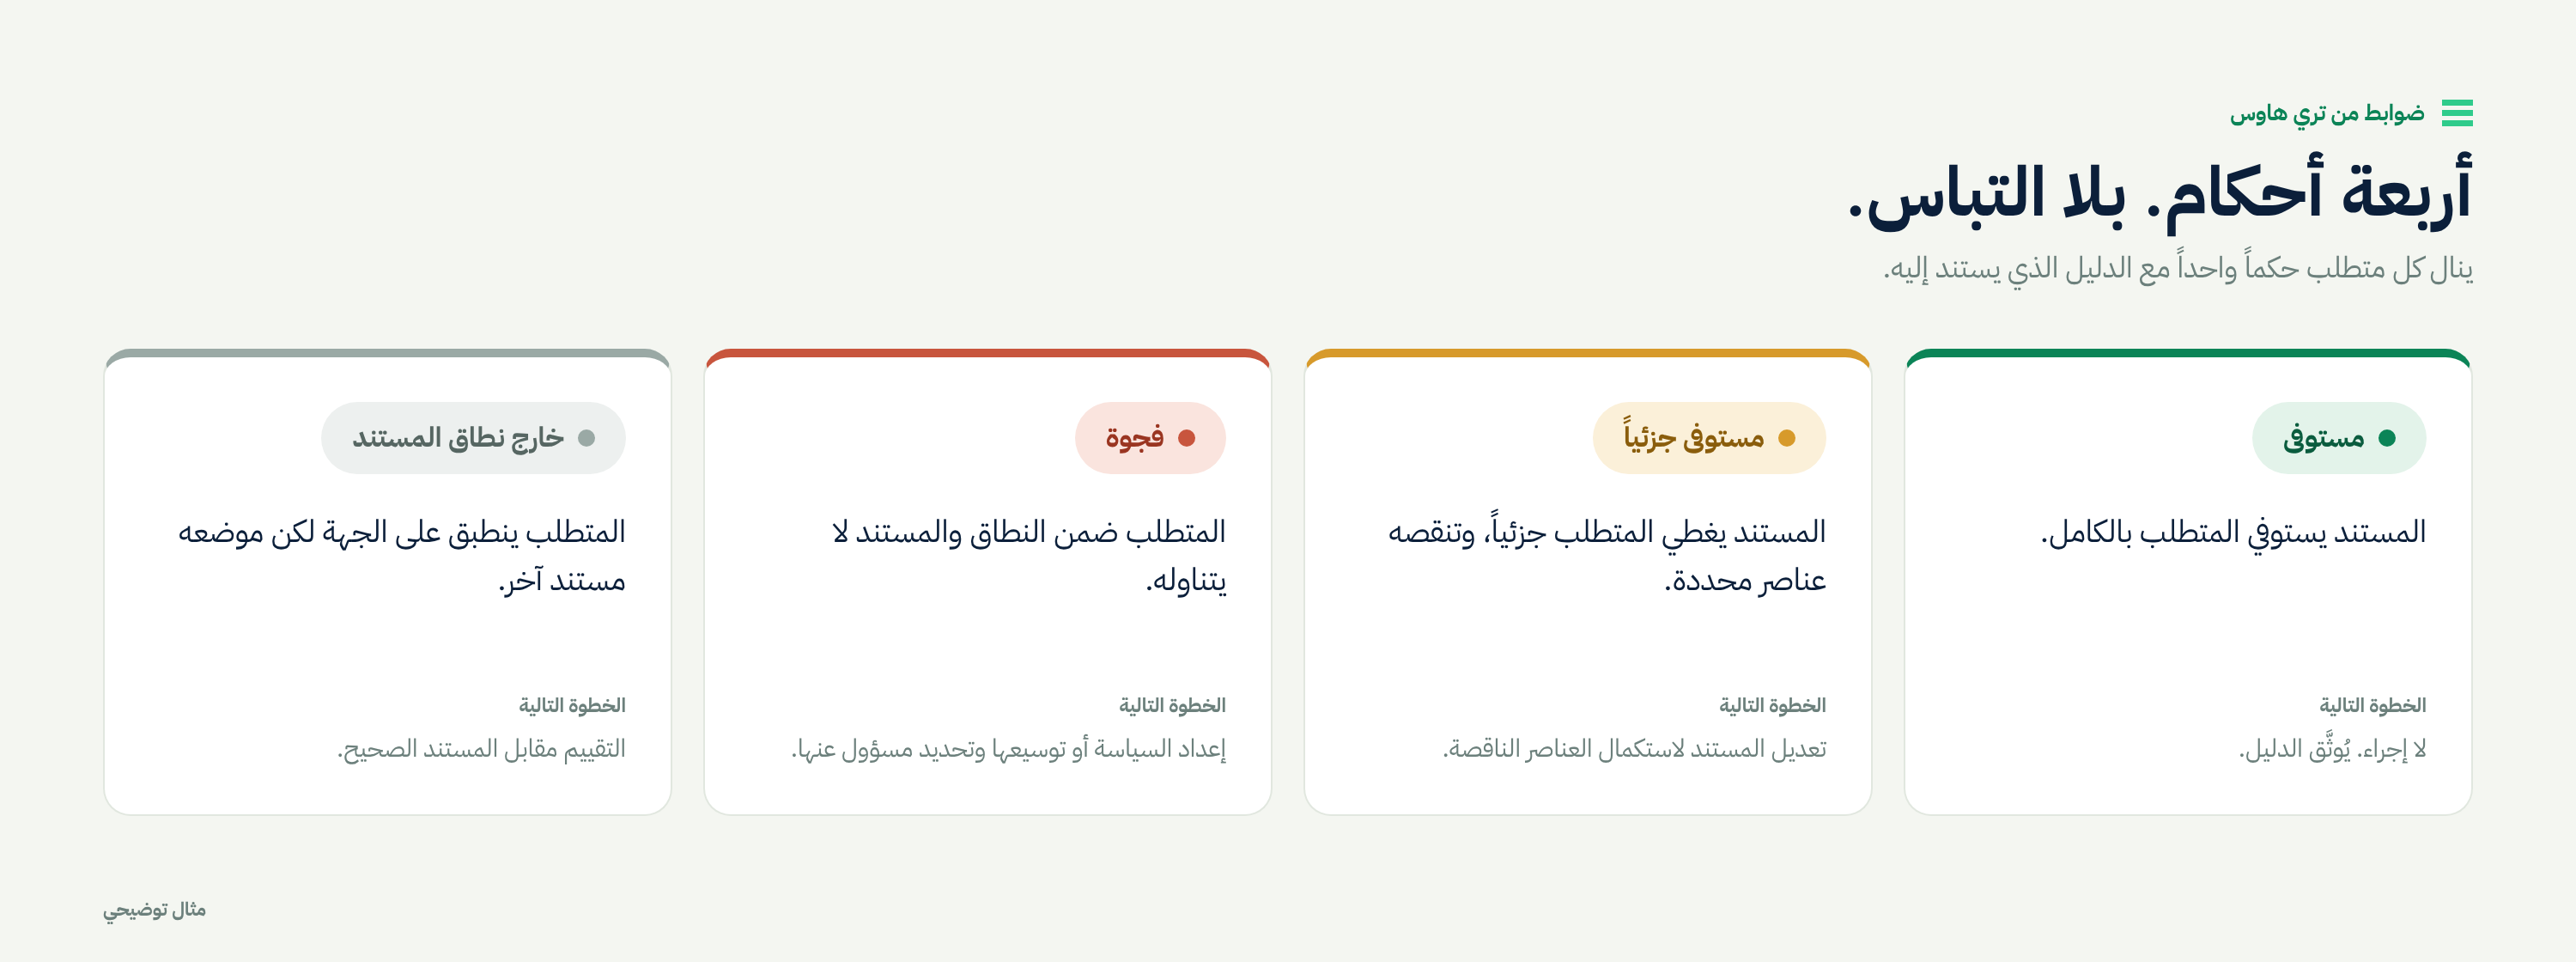 ضوابط من تري هاوس
أربعة أحكام. بلا التباس.
ينال كل متطلب حكماً واحداً مع الدليل الذي يستند إليه.
مستوفى
المستند يستوفي المتطلب بالكامل.
الخطوة التالية
لا إجراء. يُوثَّق الدليل.
مستوفى جزئياً
المستند يغطي المتطلب جزئياً، وتنقصه
عناصر محددة.
الخطوة التالية
تعديل المستند لاستكمال العناصر الناقصة.
فجوة
المتطلب ضمن النطاق والمستند لا
يتناوله.
الخطوة التالية
إعداد السياسة أو توسيعها وتحديد مسؤول عنها.
خارج نطاق المستند
المتطلب ينطبق على الجهة لكن موضعه
مستند آخر.
الخطوة التالية
التقييم مقابل المستند الصحيح.
مثال توضيحي